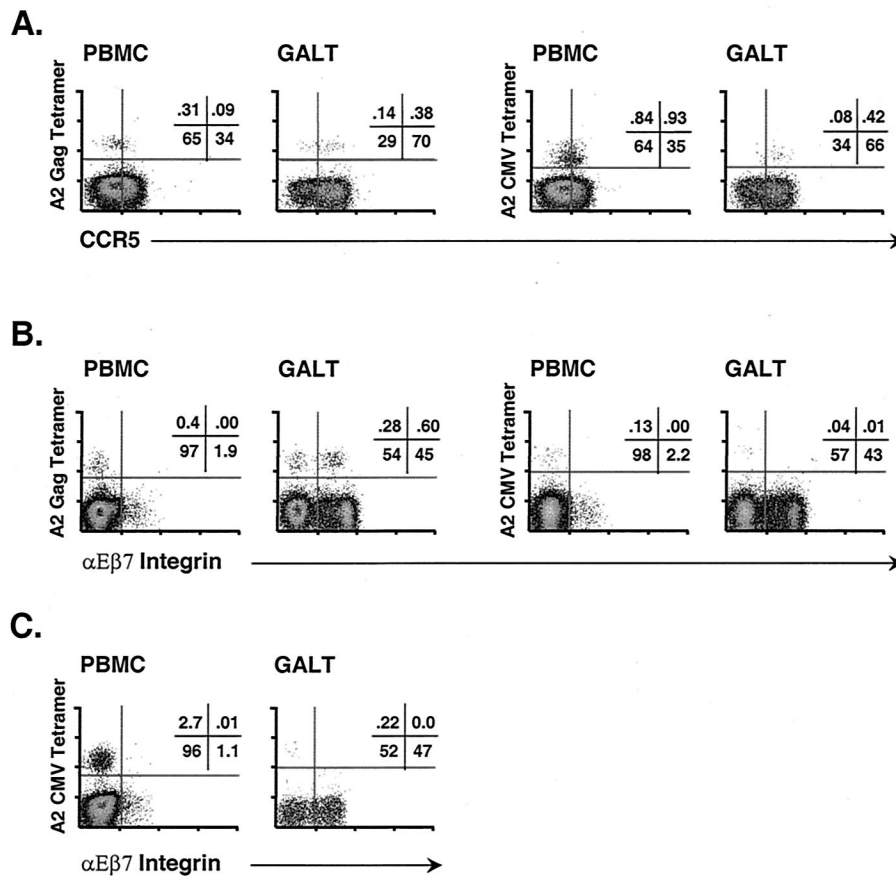 A.
PBMC
GALT
PBMC
GALT
A2 Gag Tetramer
.31 .09
65 34
.14 .38
29 70
A2 CMV Tetramer
.84 .93
64 35
.08 .42
34 66
CCR5
B.
PBMC
GALT
PBMC
GALT
A2 Gag Tetramer
0.4 .00
97 1.9
.28 .60
54 45
A2 CMV Tetramer
.13 .00
98 2.2
.04 .01
57 43
αEβ7 Integrin
C.
PBMC
GALT
A2 CMV Tetramer
2.7 .01
96 1.1
.22 0.0
52 47
αEβ7 Integrin